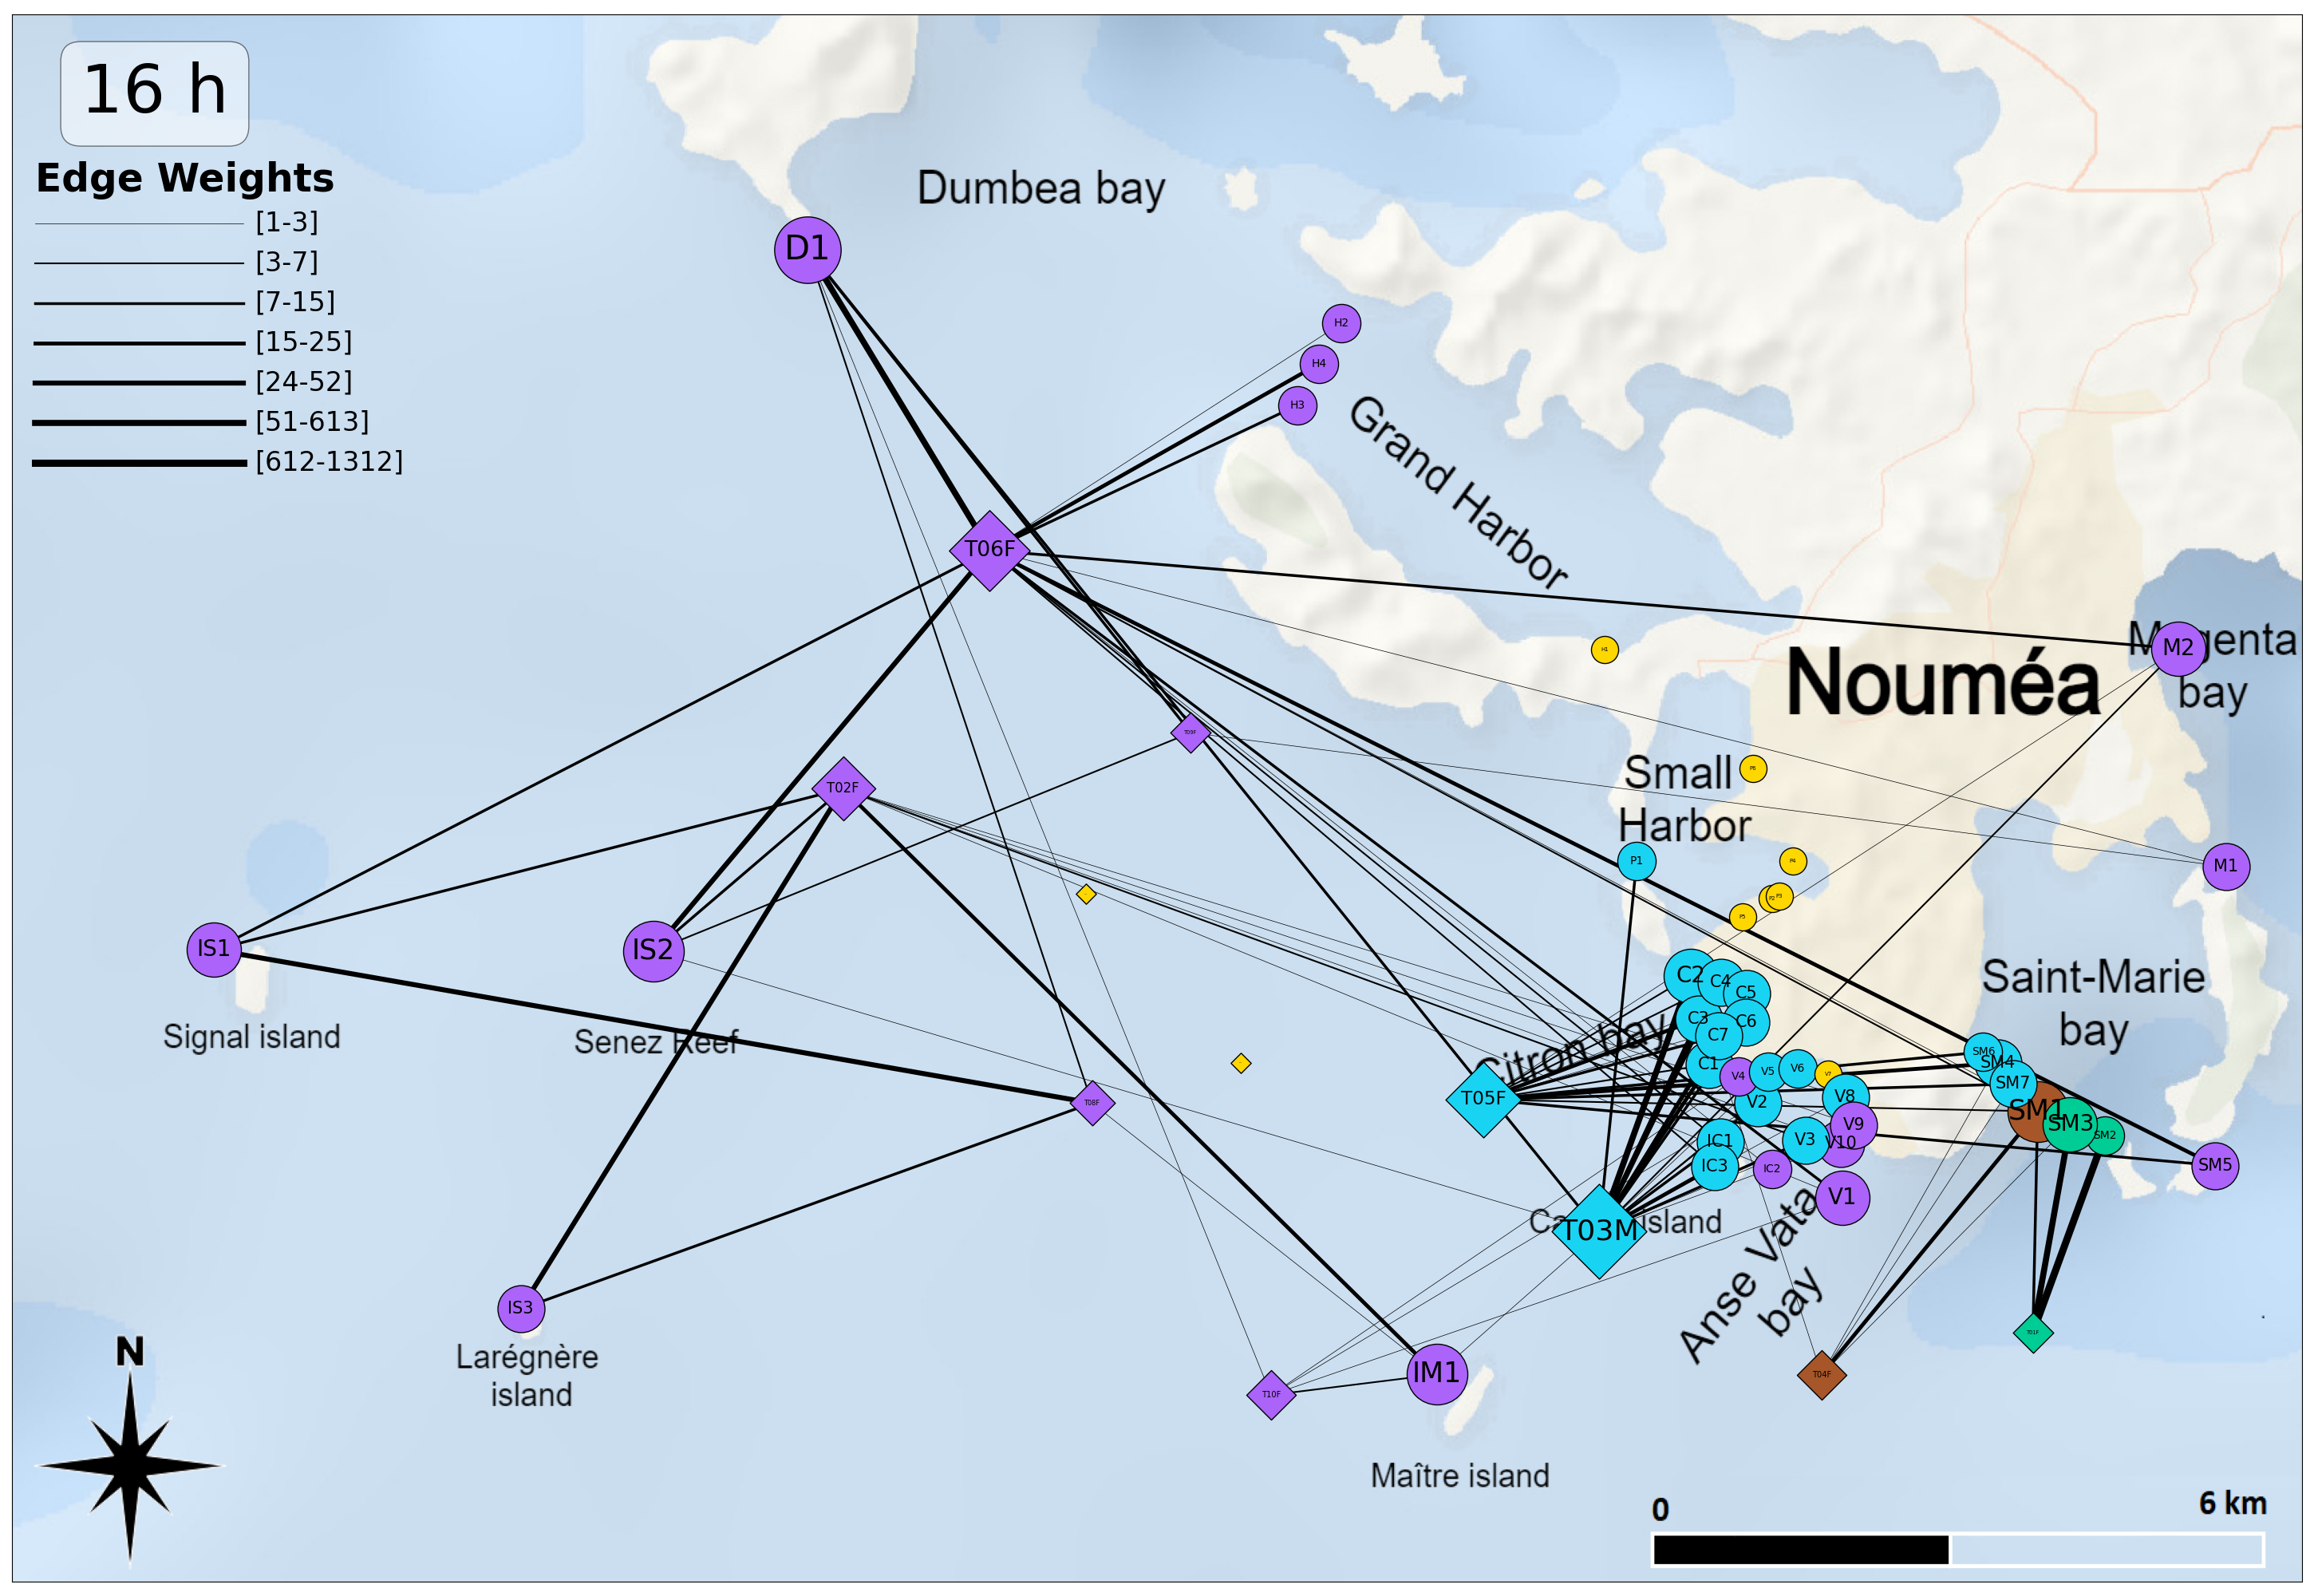 16 h
Edge Weights
[1-3]
[3-7]
[7-15]
[15-25]
[24-52]
[51-613]
[612-1312]
Dumbea bay
D1
H2
H4
H3
Grand Harbor
T06F
H1
Magenta
bay
M2
Nouméa
T09F
T02F
Small
Harbor
P6
P1
P4
P2
P3
P5
M1
IS1
IS2
Signal island
Senez Reef
C2
C4
C5
C3
C6
C7
C1
Citron bay
Saint-Marie
bay
T05F
V4
V5
V6
V7
V2
V8
V9
V3
V10
V1
IC1
IC3
IC2
SM6
SM4
SM7
SM1
SM3
SM2
SM5
T08F
T03M
Anse Vata
bay
IS3
Larégnère
island
T01F
T04F
T10F
IM1
Maître island
N
0
6 km